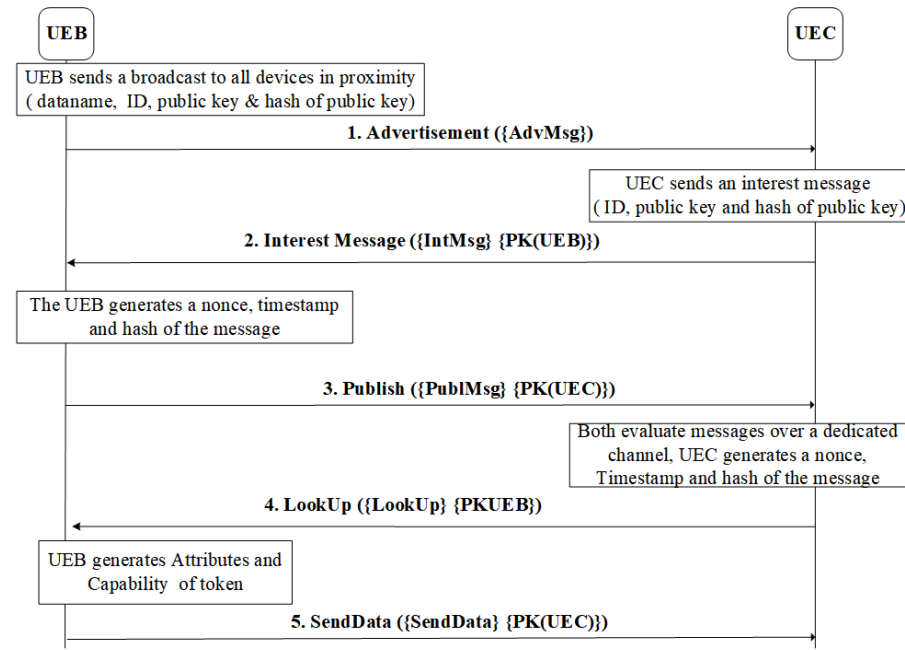 UEB
UEC
UEB sends a broadcast to all devices in proximity
( dataname, ID, public key & hash of public key)
1. Advertisement ({AdvMsg})
UEC sends an interest message
( ID, public key and hash of public key)
2. Interest Message ({IntMsg} {PK(UEB)})
The UEB generates a nonce, timestamp
and hash of the message
3. Publish ({PublMsg} {PK(UEC)})
Both evaluate messages over a dedicated
channel, UEC generates a nonce,
Timestamp and hash of the message
4. LookUp ({LookUp} {PKUEB})
UEB generates Attributes and
Capability of token
5. SendData ({SendData} {PK(UEC)})